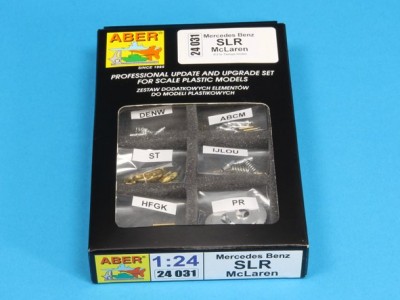 ABER
SINCE 1984
24 031
Mercedes Benz
SLR
McLaren
PROFESSIONAL UPDATE AND UPGRADE SET
FOR SCALE PLASTIC MODELS
ZESTAW DODATKOWYCH ELEMENTÓW
DO MODELI PLASTIKOWYCH
DENW
ABCM
ST
IJLOU
HFGK
PR
ABER
1:24
24 031
Mercedes Benz
SLR
McLaren